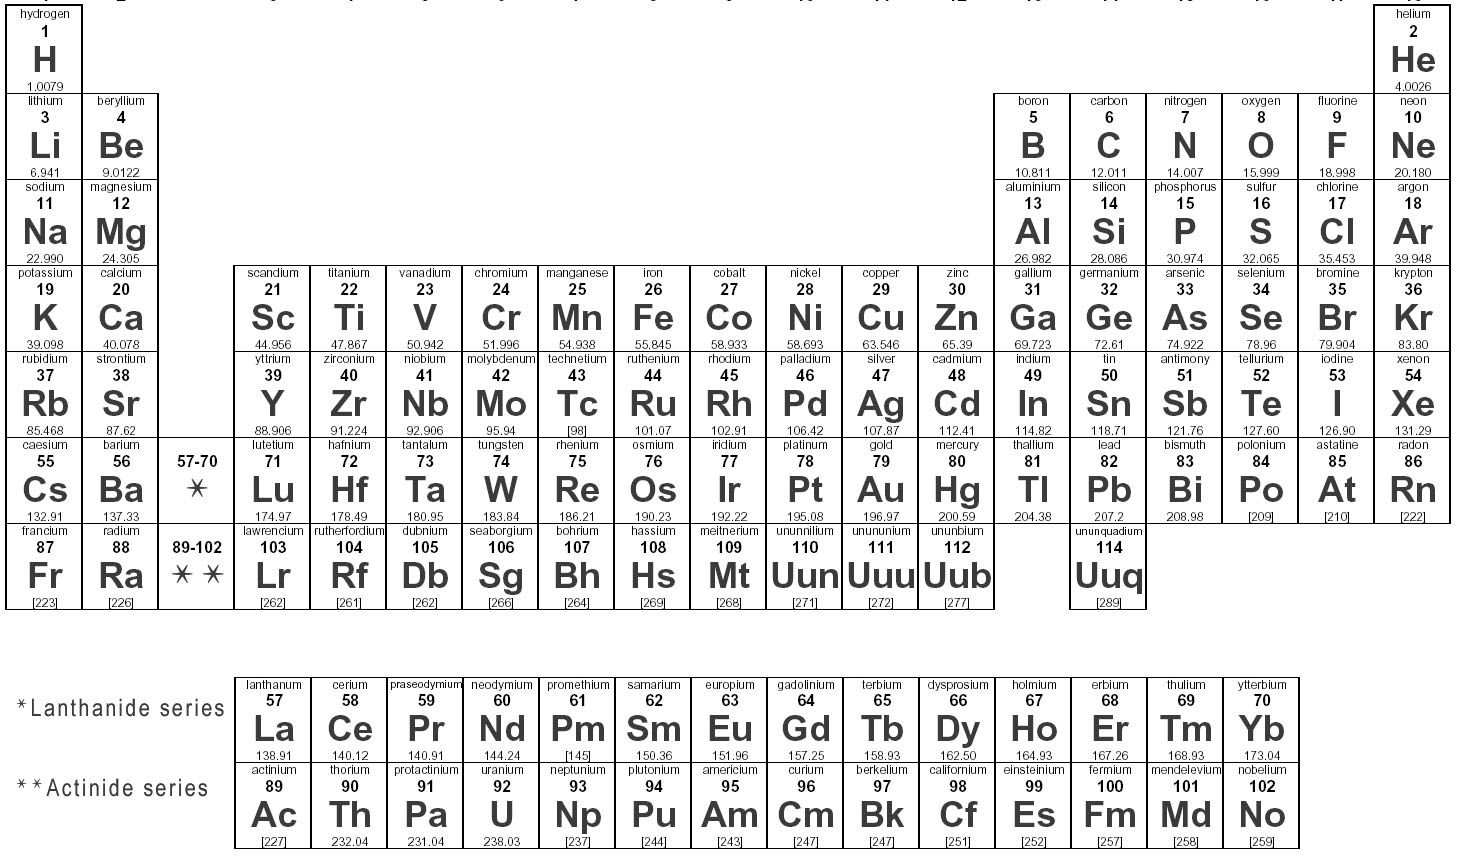 hydrogen helium
1 2
H He
1.0079 4.0026
lithium beryllium boron carbon nitrogen oxygen fluorine neon
3 4 5 6 7 8 9 10
Li Be B C N O F Ne
6.941 9.0122 10.811 12.011 14.007 15.999 18.998 20.180
sodium magnesium aluminium silicon phosphorus sulfur chlorine argon
11 12 13 14 15 16 17 18
Na Mg Al Si P S Cl Ar
22.990 24.305 26.982 28.086 30.974 32.065 35.453 39.948
potassium calcium scandium titanium vanadium chromium manganese iron cobalt nickel copper zinc gallium germanium arsenic selenium bromine krypton
19 20 21 22 23 24 25 26 27 28 29 30 31 32 33 34 35 36
K Ca Sc Ti V Cr Mn Fe Co Ni Cu Zn Ga Ge As Se Br Kr
39.098 40.078 44.956 47.867 50.942 51.996 54.938 55.845 58.933 58.693 63.546 65.39 69.723 72.61 74.922 78.96 79.904 83.80
rubidium strontium yttrium zirconium niobium molybdenum technetium ruthenium rhodium palladium silver cadmium indium tin antimony tellurium iodine xenon
37 38 39 40 41 42 43 44 45 46 47 48 49 50 51 52 53 54
Rb Sr Y Zr Nb Mo Tc Ru Rh Pd Ag Cd In Sn Sb Te I Xe
85.468 87.62 88.906 91.224 92.906 95.94 [98] 101.07 102.91 106.42 107.87 112.41 114.82 118.71 121.76 127.60 126.90 131.29
caesium barium lutetium hafnium tantalum tungsten rhenium osmium iridium platinum gold mercury thallium lead bismuth polonium astatine radon
55 56 57-70 71 72 73 74 75 76 77 78 79 80 81 82 83 84 85 86
Cs Ba * Lu Hf Ta W Re Os Ir Pt Au Hg Tl Pb Bi Po At Rn
132.91 137.33 174.97 178.49 180.95 183.84 186.21 190.23 192.22 195.08 196.97 200.59 204.38 207.2 208.98 [209] [210] [222]
francium radium lawrencium rutherfordium dubnium seaborgium bohrium hassium meitnerium ununnilium unununium ununbium ununquadium
87 88 89-102 103 104 105 106 107 108 109 110 111 112 114
Fr Ra * * Lr Rf Db Sg Bh Hs Mt Uun Uuu Uub Uuq
[223] [226] [262] [261] [262] [266] [264] [269] [268] [271] [272] [277] [289]
*Lanthanide series
lanthanum cerium praseodymium neodymium promethium samarium europium gadolinium terbium dysprosium holmium erbium thulium ytterbium
57 58 59 60 61 62 63 64 65 66 67 68 69 70
La Ce Pr Nd Pm Sm Eu Gd Tb Dy Ho Er Tm Yb
138.91 140.12 140.91 144.24 [145] 150.36 151.96 157.25 158.93 162.50 164.93 167.26 168.93 173.04
**Actinide series
actinium thorium protactinium uranium neptunium plutonium americium curium berkelium californium einsteinium fermium mendelevium nobelium
89 90 91 92 93 94 95 96 97 98 99 100 101 102
Ac Th Pa U Np Pu Am Cm Bk Cf Es Fm Md No
[227] 232.04 231.04 238.03 [237] [244] [243] [247] [247] [251] [252] [257] [258] [259]